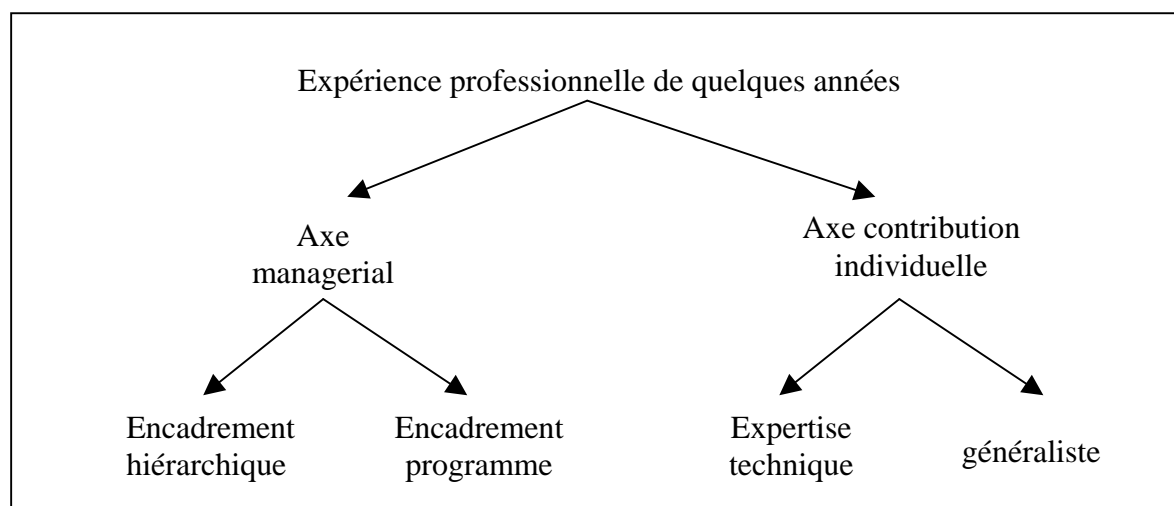 Expérience professionnelle de quelques années
Axe
managerial
Axe contribution
individuelle
Encadrement
hiérarchique
Encadrement
programme
Expertise
technique
généraliste